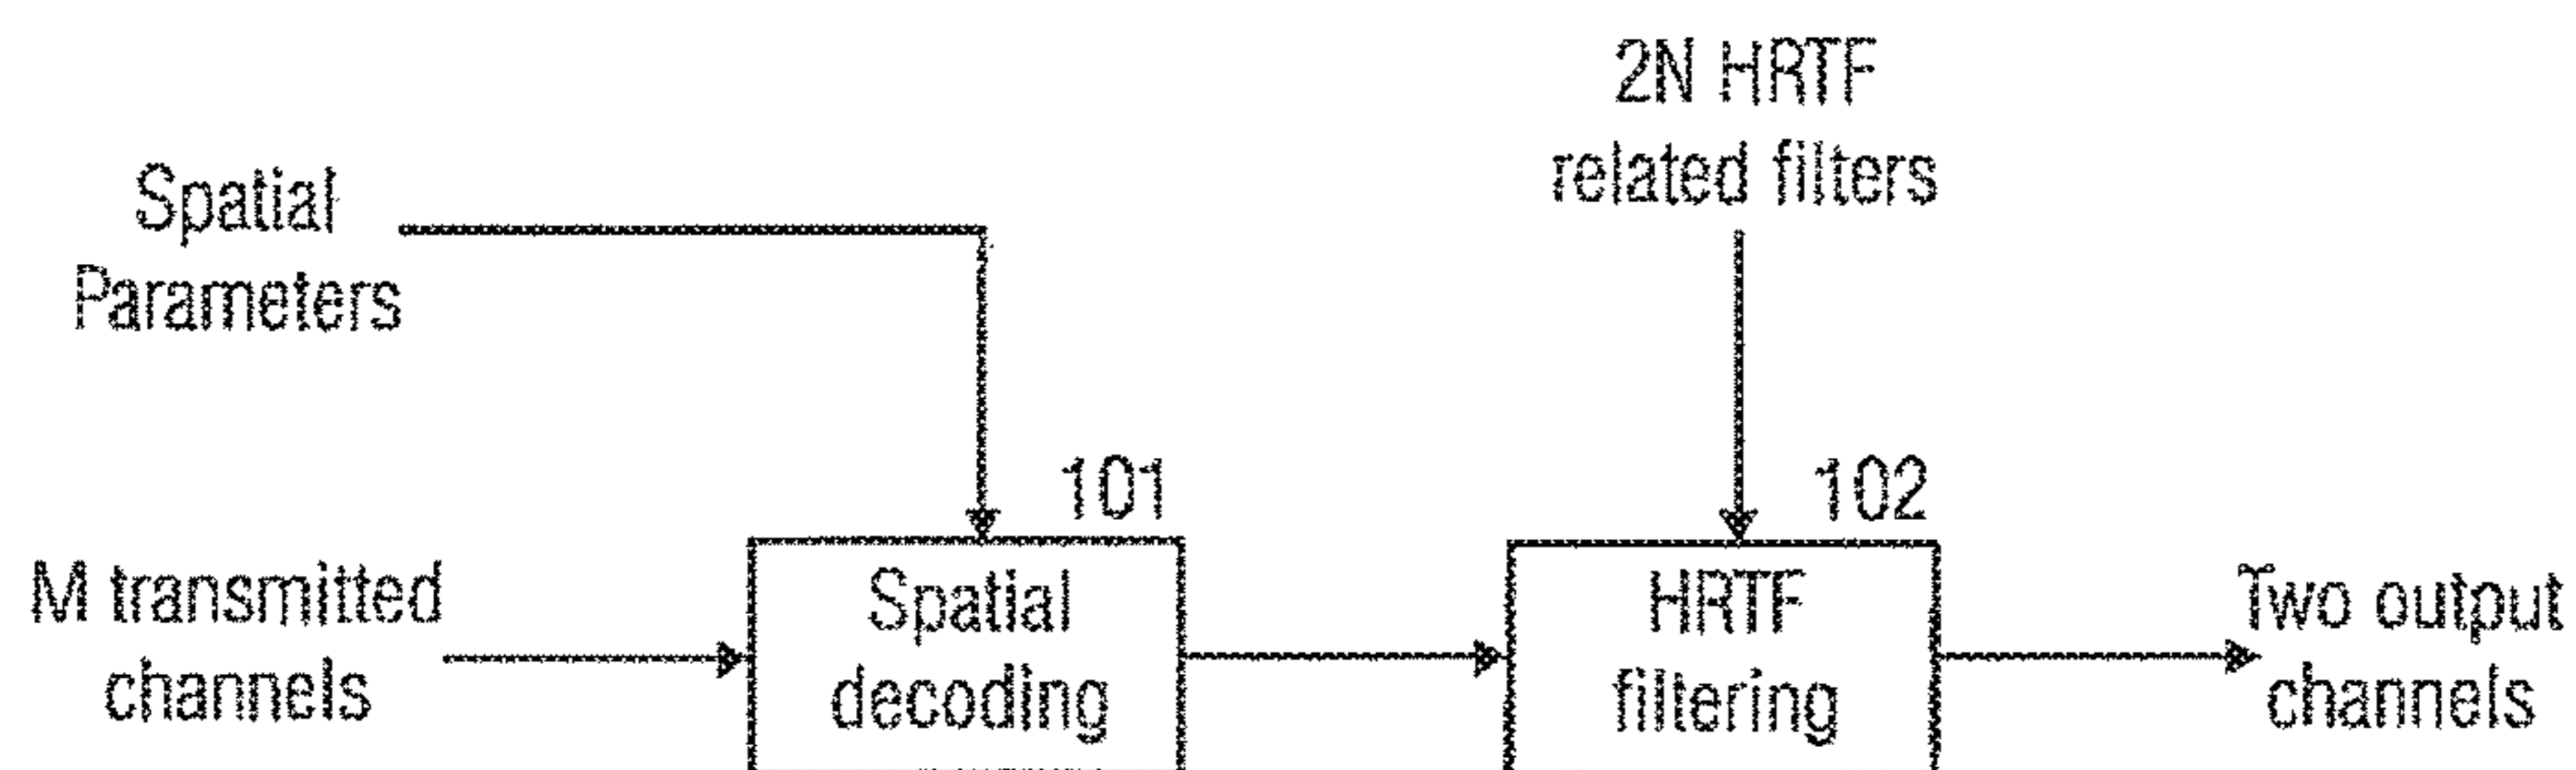 2N HRTF
related filters
Spatial
Parameters
101
102
M transmitted
channels
Spatial
decoding
HRTF
filtering
Two output
channels